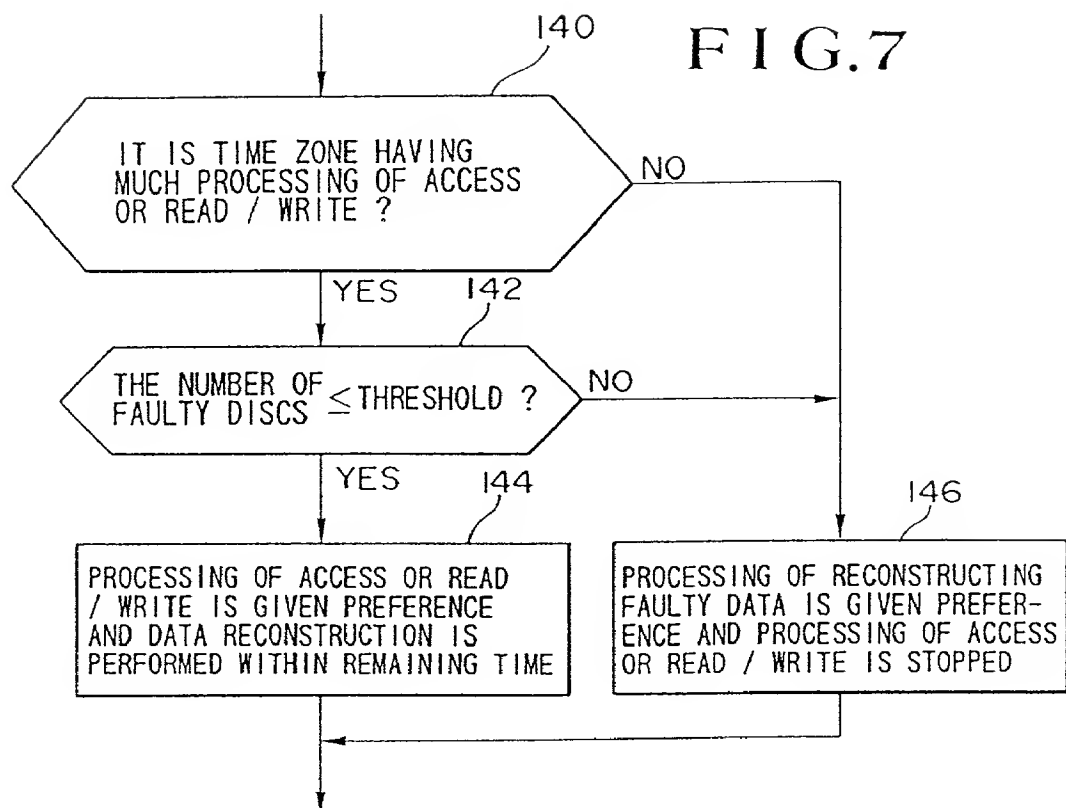 140
FIG.7
IT IS TIME ZONE HAVING
MUCH PROCESSING OF ACCESS
OR READ / WRITE ?
NO
YES
142
THE NUMBER OF
FAULTY DISCS ≤ THRESHOLD ?
NO
YES
144
146
PROCESSING OF ACCESS OR READ
/ WRITE IS GIVEN PREFERENCE
AND DATA RECONSTRUCTION IS
PERFORMED WITHIN REMAINING TIME
PROCESSING OF RECONSTRUCTING
FAULTY DATA IS GIVEN PREFER-
ENCE AND PROCESSING OF ACCESS
OR READ / WRITE IS STOPPED